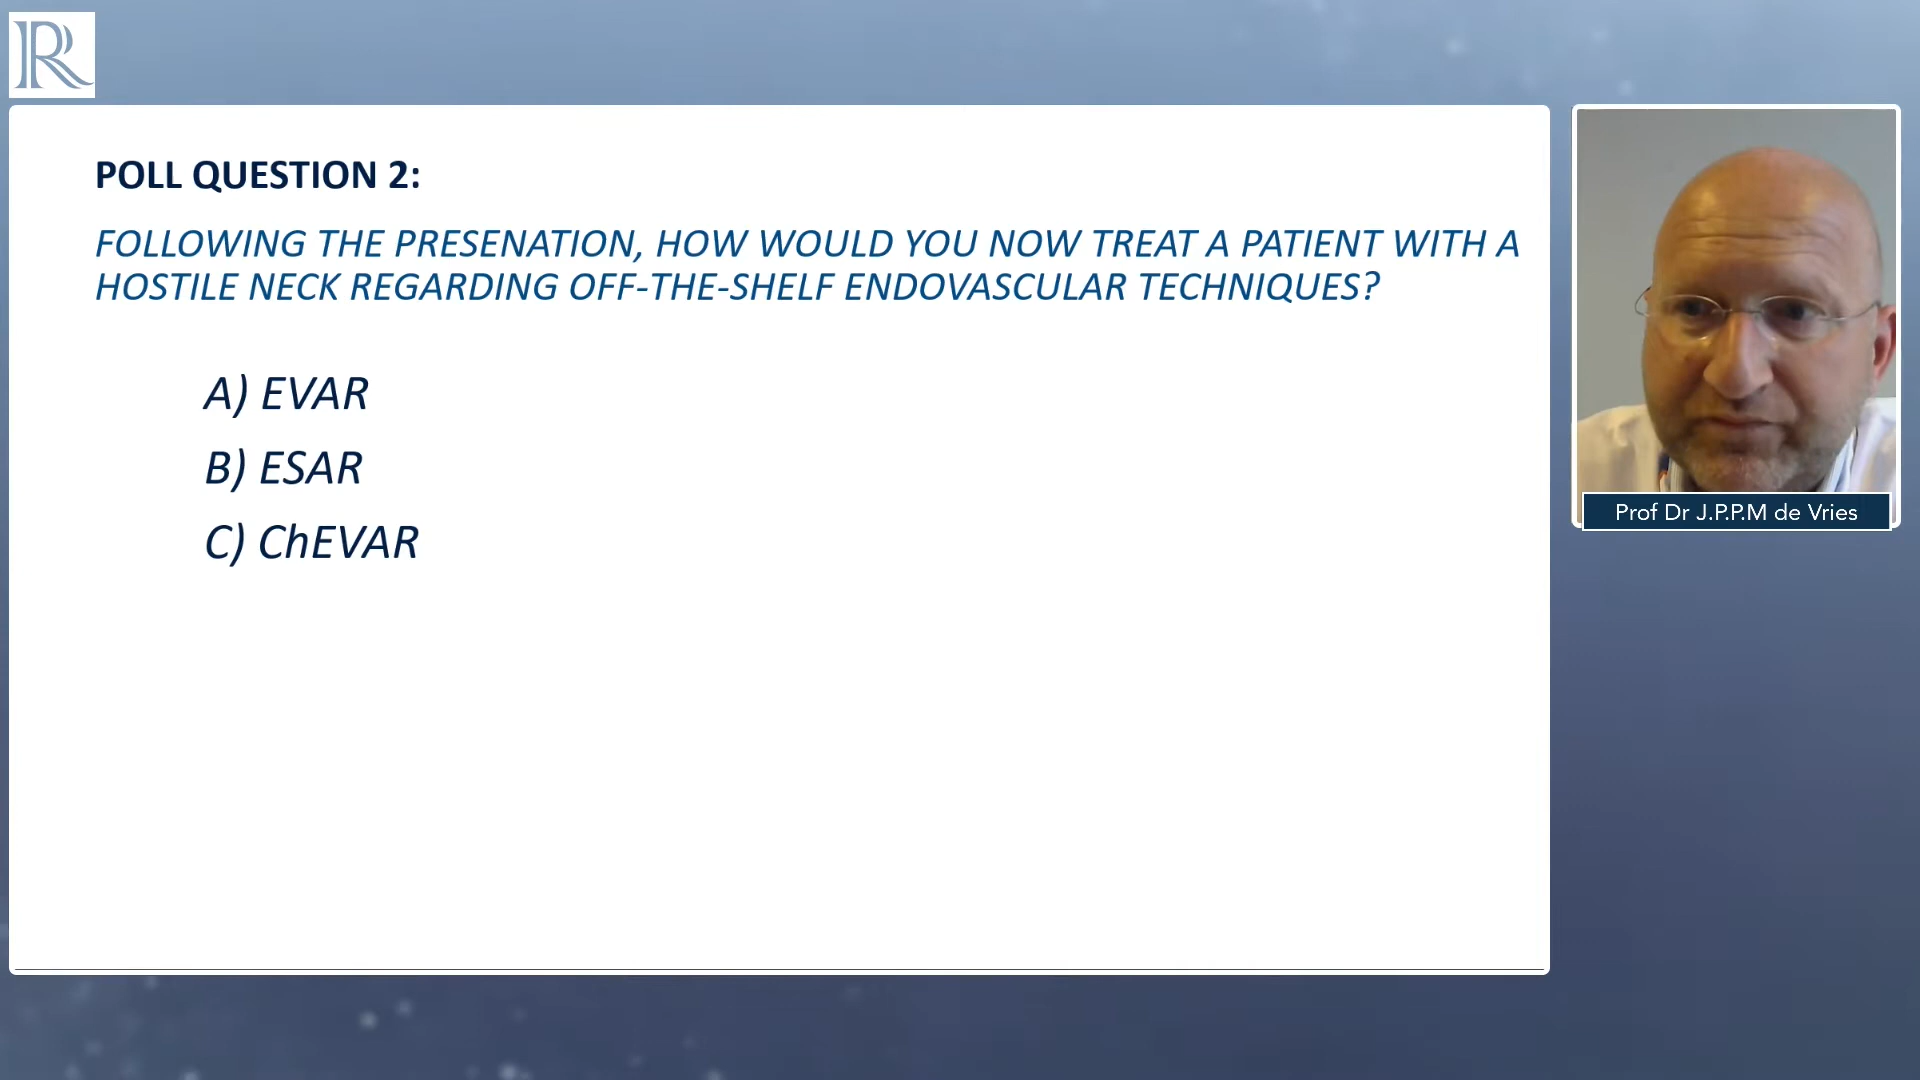 R
POLL QUESTION 2:
FOLLOWING THE PRESENATION, HOW WOULD YOU NOW TREAT A PATIENT WITH A
HOSTILE NECK REGARDING OFF-THE-SHELF ENDOVASCULAR TECHNIQUES?
A) EVAR
B) ESAR
C) ChEVAR
Prof Dr J.P.P.M de Vries